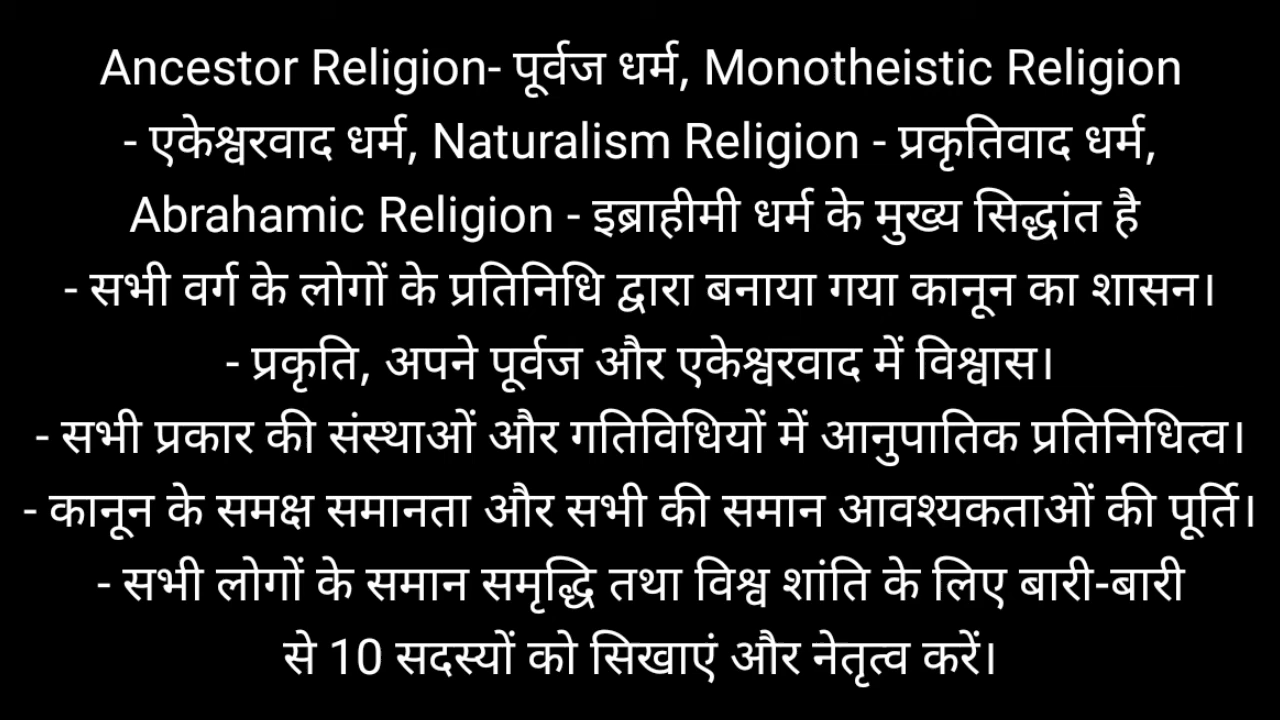 Ancestor Religion- पूर्वज धर्म, Monotheistic Religion
- एकेश्वरवाद धर्म, Naturalism Religion - प्रकृतिवाद धर्म,
Abrahamic Religion - इब्राहीमी धर्म के मुख्य सिद्धांत है
- सभी वर्ग के लोगों के प्रतिनिधि द्वारा बनाया गया कानून का शासन।
- प्रकृति, अपने पूर्वज और एकेश्वरवाद में विश्वास।
- सभी प्रकार की संस्थाओं और गतिविधियों में आनुपातिक प्रतिनिधित्व।
- कानून के समक्ष समानता और सभी की समान आवश्यकताओं की पूर्ति।
- सभी लोगों के समान समृद्धि तथा विश्व शांति के लिए बारी-बारी
से 10 सदस्यों को सिखाएं और नेतृत्व करें।